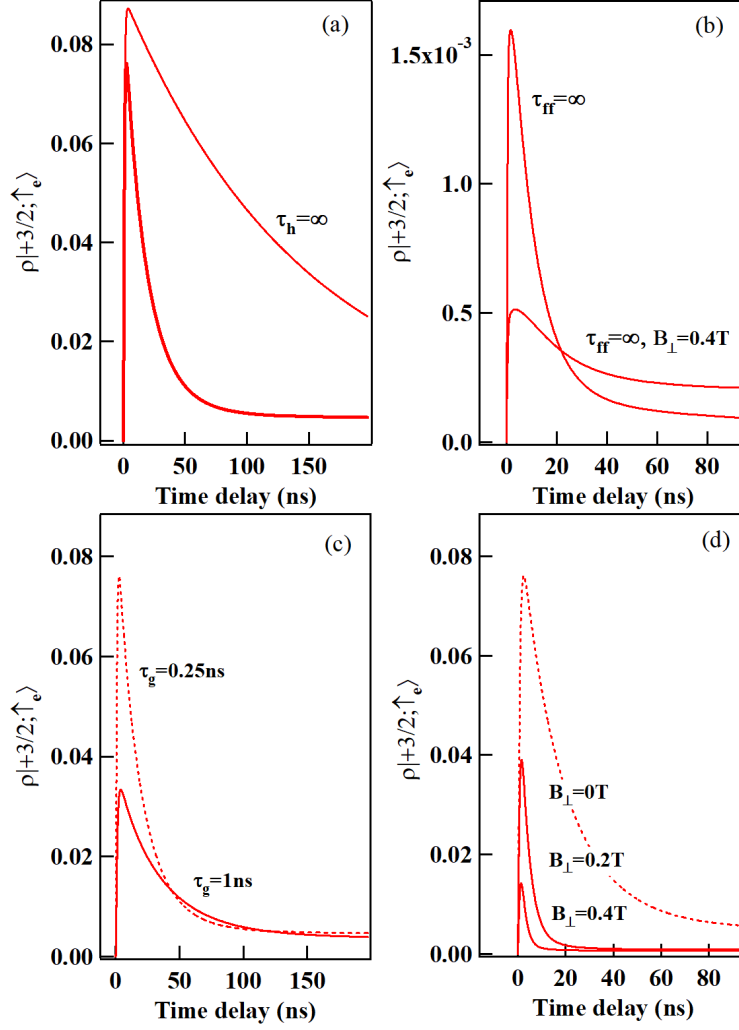 (a)
0.08
0.06
0.04
0.02
0.00
ρ|+3/2;↑e⟩
τh=∞
0 50 100 150
Time delay (ns)
(b)
1.5x10-3
1.0
0.5
0.0
ρ|+3/2;↑e⟩
τff=∞
τff=∞, B⊥=0.4T
0 20 40 60 80
Time delay (ns)
(c)
0.08
0.06
0.04
0.02
0.00
ρ|+3/2;↑e⟩
τg=0.25ns
τg=1ns
0 50 100 150
Time delay (ns)
(d)
0.08
0.06
0.04
0.02
0.00
ρ|+3/2;↑e⟩
B⊥=0T
B⊥=0.2T
B⊥=0.4T
0 20 40 60 80
Time delay (ns)